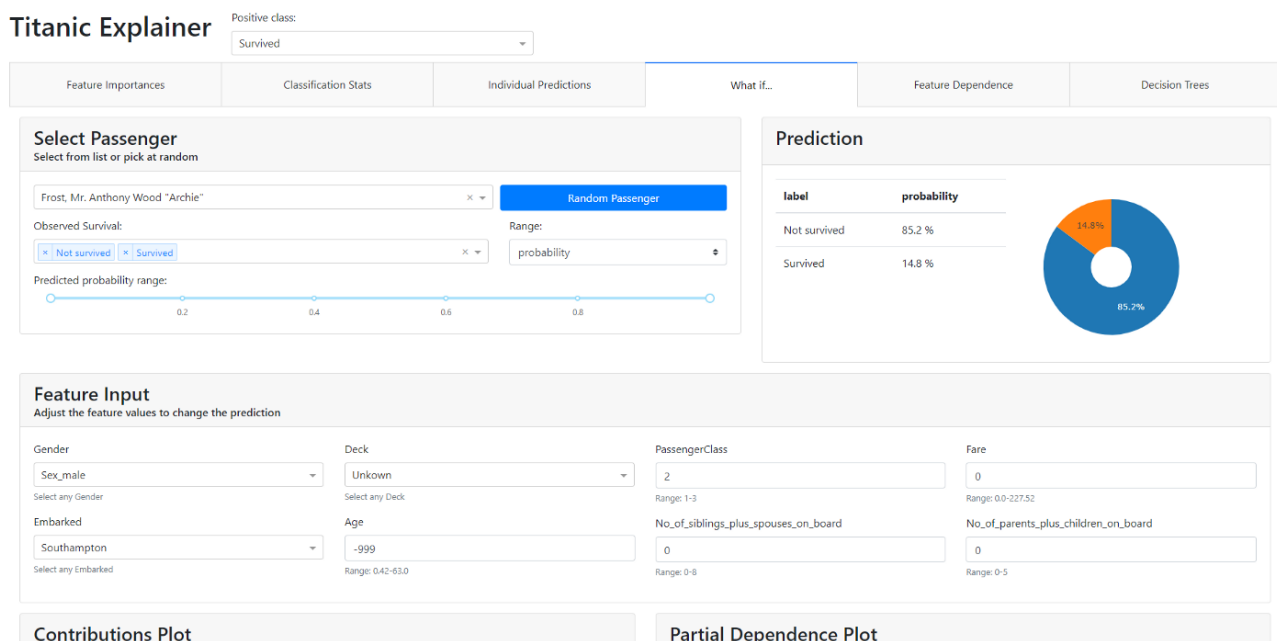 Titanic Explainer
Positive class:
Survived
Feature Importances
Classification Stats
Individual Predictions
What if...
Feature Dependence
Decision Trees
Select Passenger
Select from list or pick at random
Frost, Mr. Anthony Wood "Archie"
Random Passenger
Observed Survival:
Range:
× Not survived × Survived
probability
Predicted probability range:
0.2 0.4 0.6 0.8
Prediction
label probability
Not survived 85.2 %
Survived 14.8 %
14.8%
85.2%
Feature Input
Adjust the feature values to change the prediction
Gender Deck PassengerClass Fare
Sex_male Unkown 2 0
Select any Gender Select any Deck Range: 1-3 Range: 0.0-227.52
Embarked Age No_of_siblings_plus_spouses_on_board No_of_parents_plus_children_on_board
Southampton -999 0 0
Select any Embarked Range: 0.42-63.0 Range: 0-8 Range: 0-5
Contributions Plot Partial Dependence Plot